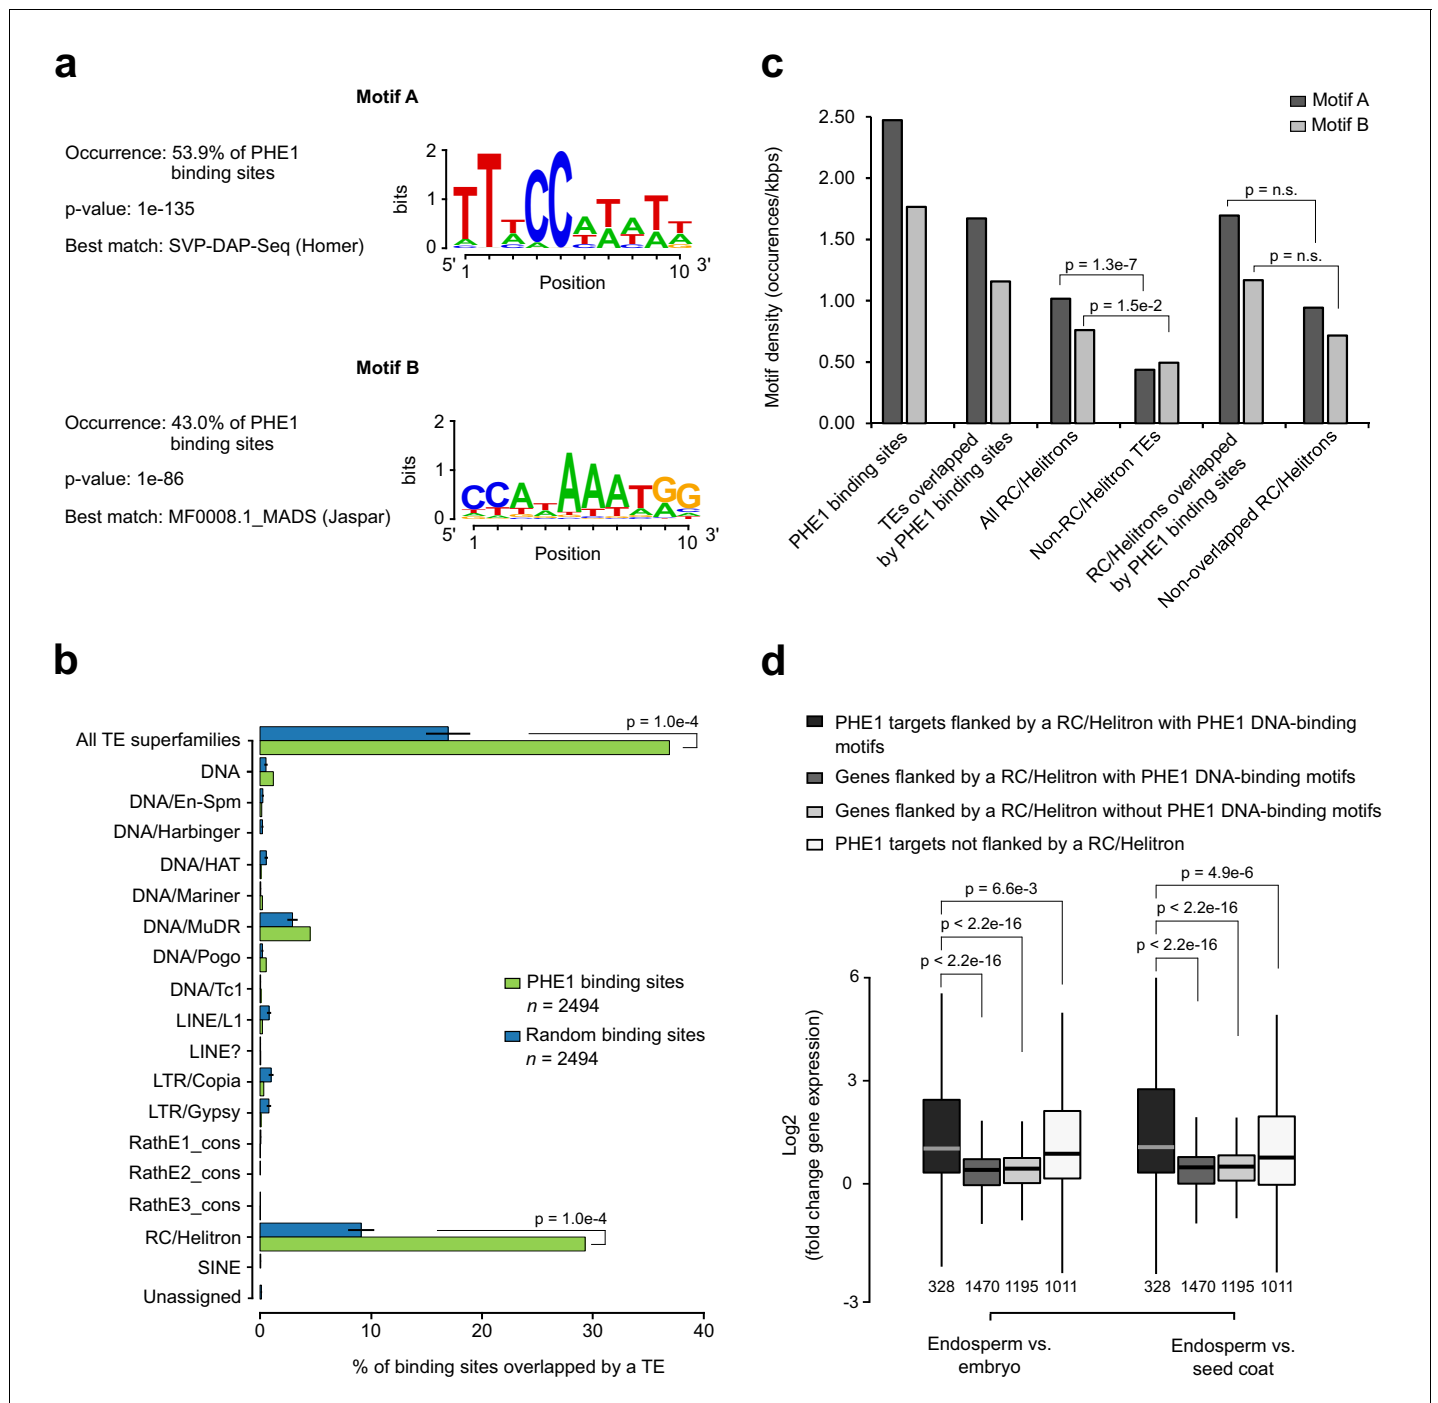 a
Motif A
Occurrence: 53.9% of PHE1
binding sites
p-value: 1e-135
Best match: SVP-DAP-Seq (Homer)
2
1
0
bits
TTTCCATATT
5' 1 10 3'
Position
Motif B
Occurrence: 43.0% of PHE1
binding sites
p-value: 1e-86
Best match: MF0008.1_MADS (Jaspar)
2
1
0
bits
CCATAAATGG
1 10 3'
Position
b
All TE superfamilies
DNA
DNA/En-Spm
DNA/Harbinger
DNA/HAT
DNA/Mariner
DNA/MuDR
DNA/Pogo
DNA/Tc1
LINE/L1
LINE?
LTR/Copia
LTR/Gypsy
RathE1_cons
RathE2_cons
RathE3_cons
RC/Helitron
SINE
Unassigned
p = 1.0e-4
PHE1 binding sites
n = 2494
Random binding sites
n = 2494
p = 1.0e-4
0 10 20 30 40
% of binding sites overlapped by a TE
c
Motif A
Motif B
Motif density (occurences/kbps)
2.50
2.00
1.50
1.00
0.50
0.00
p = 1.3e-7
p = 1.5e-2
p = n.s.
p = n.s.
PHE1 binding sites
TEs overlapped
by PHE1 binding sites
All RC/Helitrons
Non-RC/Helitron TEs
RC/Helitrons overlapped
by PHE1 binding sites
Non-overlapped RC/Helitrons
d
PHE1 targets flanked by a RC/Helitron with PHE1 DNA-binding
motifs
Genes flanked by a RC/Helitron with PHE1 DNA-binding motifs
Genes flanked by a RC/Helitron without PHE1 DNA-binding motifs
PHE1 targets not flanked by a RC/Helitron
Log2
(fold change gene expression)
6
3
0
-3
p = 6.6e-3
p < 2.2e-16
p < 2.2e-16
p = 4.9e-6
p < 2.2e-16
p < 2.2e-16
328 1470 1195 1011
328 1470 1195 1011
Endosperm vs.
embryo
Endosperm vs.
seed coat